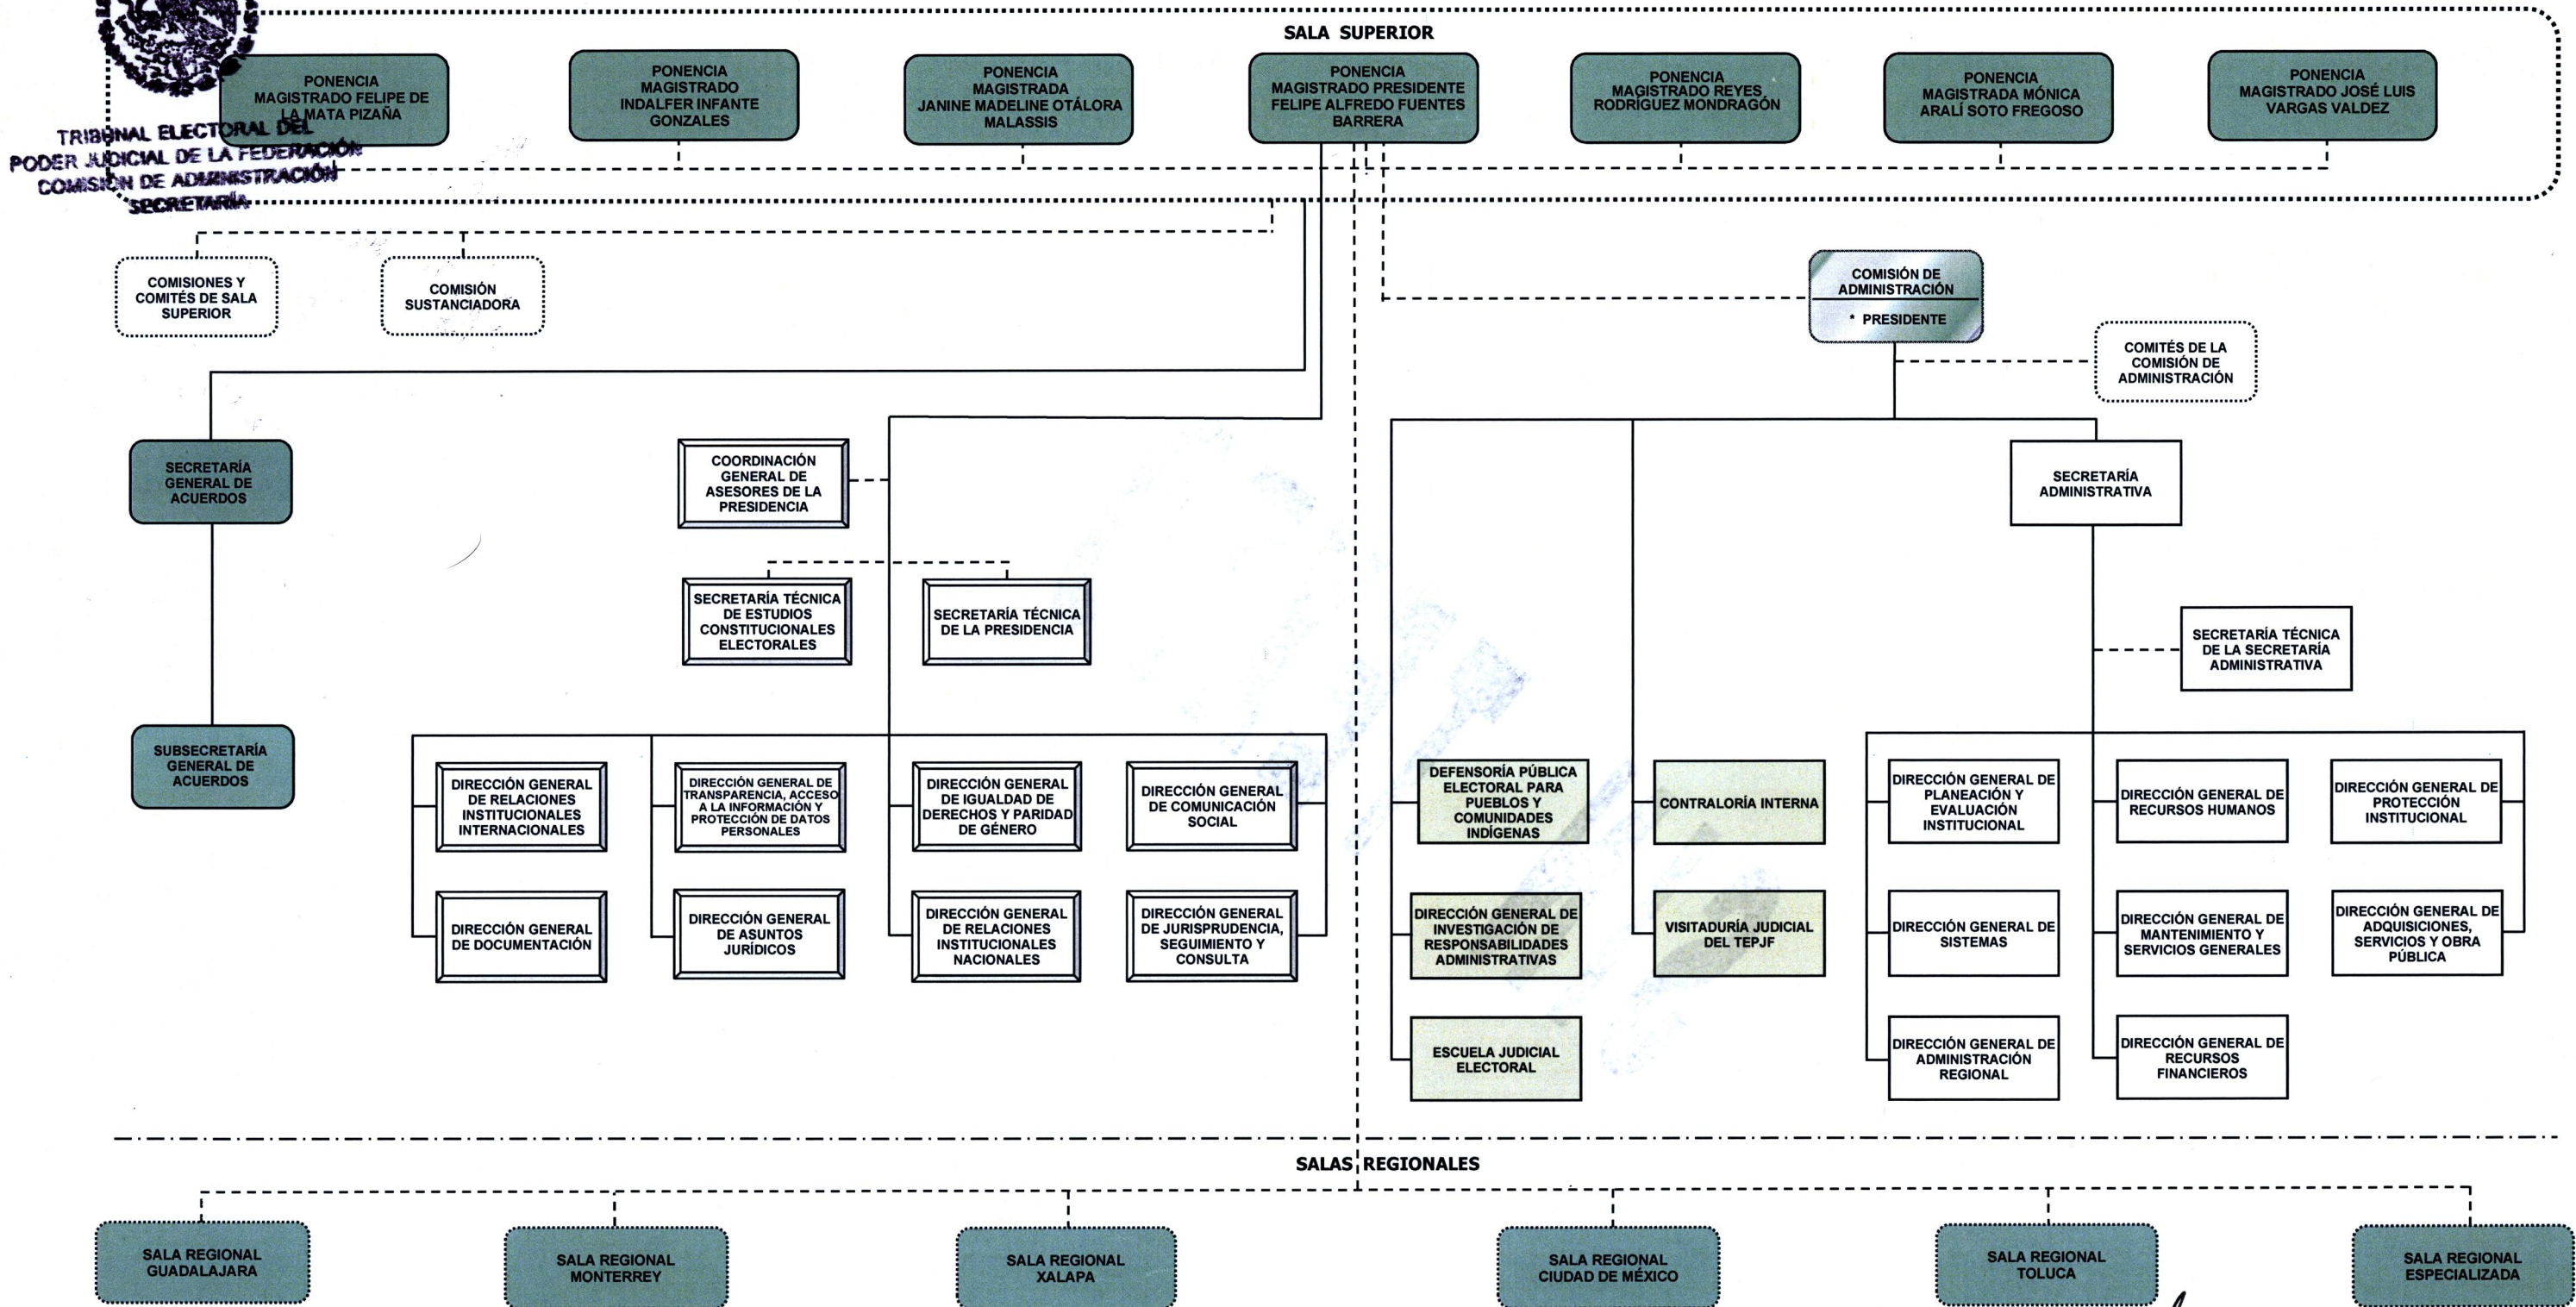 SALA SUPERIOR
PONENCIA
MAGISTRADO FELIPE DE
LA MATA PIZAÑA
PONENCIA
MAGISTRADO
INDALFER INFANTE
GONZALES
PONENCIA
MAGISTRADA
JANINE MADELINE OTÁLORA
MALASSIS
PONENCIA
MAGISTRADO PRESIDENTE
FELIPE ALFREDO FUENTES
BARRERA
PONENCIA
MAGISTRADO REYES
RODRÍGUEZ MONDRAGÓN
PONENCIA
MAGISTRADA MÓNICA
ARALÍ SOTO FREGOSO
PONENCIA
MAGISTRADO JOSÉ LUIS
VARGAS VALDEZ
TRIBUNAL ELECTORAL DEL
PODER JUDICIAL DE LA FEDERACIÓN
COMISIÓN DE ADMINISTRACIÓN
SECRETARÍA
COMISIONES Y
COMITÉS DE SALA
SUPERIOR
COMISIÓN
SUSTANCIADORA
COMISIÓN DE
ADMINISTRACIÓN
* PRESIDENTE
COMITÉS DE LA
COMISIÓN DE
ADMINISTRACIÓN
SECRETARÍA
GENERAL DE
ACUERDOS
COORDINACIÓN
GENERAL DE
ASESORES DE LA
PRESIDENCIA
SECRETARÍA
ADMINISTRATIVA
SECRETARÍA TÉCNICA
DE ESTUDIOS
CONSTITUCIONALES
ELECTORALES
SECRETARÍA TÉCNICA
DE LA PRESIDENCIA
SECRETARÍA TÉCNICA
DE LA SECRETARÍA
ADMINISTRATIVA
SUBSECRETARÍA
GENERAL DE
ACUERDOS
DIRECCIÓN GENERAL
DE RELACIONES
INSTITUCIONALES
INTERNACIONALES
DIRECCIÓN GENERAL DE
TRANSPARENCIA, ACCESO
A LA INFORMACIÓN Y
PROTECCIÓN DE DATOS
PERSONALES
DIRECCIÓN GENERAL
DE IGUALDAD DE
DERECHOS Y PARIDAD
DE GÉNERO
DIRECCIÓN GENERAL
DE COMUNICACIÓN
SOCIAL
DEFENSORÍA PÚBLICA
ELECTORAL PARA
PUEBLOS Y
COMUNIDADES
INDÍGENAS
CONTRALORÍA INTERNA
DIRECCIÓN GENERAL DE
PLANEACIÓN Y
EVALUACIÓN
INSTITUCIONAL
DIRECCIÓN GENERAL DE
RECURSOS HUMANOS
DIRECCIÓN GENERAL DE
PROTECCIÓN
INSTITUCIONAL
DIRECCIÓN GENERAL
DE DOCUMENTACIÓN
DIRECCIÓN GENERAL
DE ASUNTOS
JURÍDICOS
DIRECCIÓN GENERAL
DE RELACIONES
INSTITUCIONALES
NACIONALES
DIRECCIÓN GENERAL
DE JURISPRUDENCIA,
SEGUIMIENTO Y
CONSULTA
DIRECCIÓN GENERAL DE
INVESTIGACIÓN DE
RESPONSABILIDADES
ADMINISTRATIVAS
VISITADURÍA JUDICIAL
DEL TEPJF
DIRECCIÓN GENERAL DE
SISTEMAS
DIRECCIÓN GENERAL DE
MANTENIMIENTO Y
SERVICIOS GENERALES
DIRECCIÓN GENERAL DE
ADQUISICIONES,
SERVICIOS Y OBRA
PÚBLICA
ESCUELA JUDICIAL
ELECTORAL
DIRECCIÓN GENERAL DE
ADMINISTRACIÓN
REGIONAL
DIRECCIÓN GENERAL DE
RECURSOS
FINANCIEROS
SALAS REGIONALES
SALA REGIONAL
GUADALAJARA
SALA REGIONAL
MONTERREY
SALA REGIONAL
XALAPA
SALA REGIONAL
CIUDAD DE MÉXICO
SALA REGIONAL
TOLUCA
SALA REGIONAL
ESPECIALIZADA